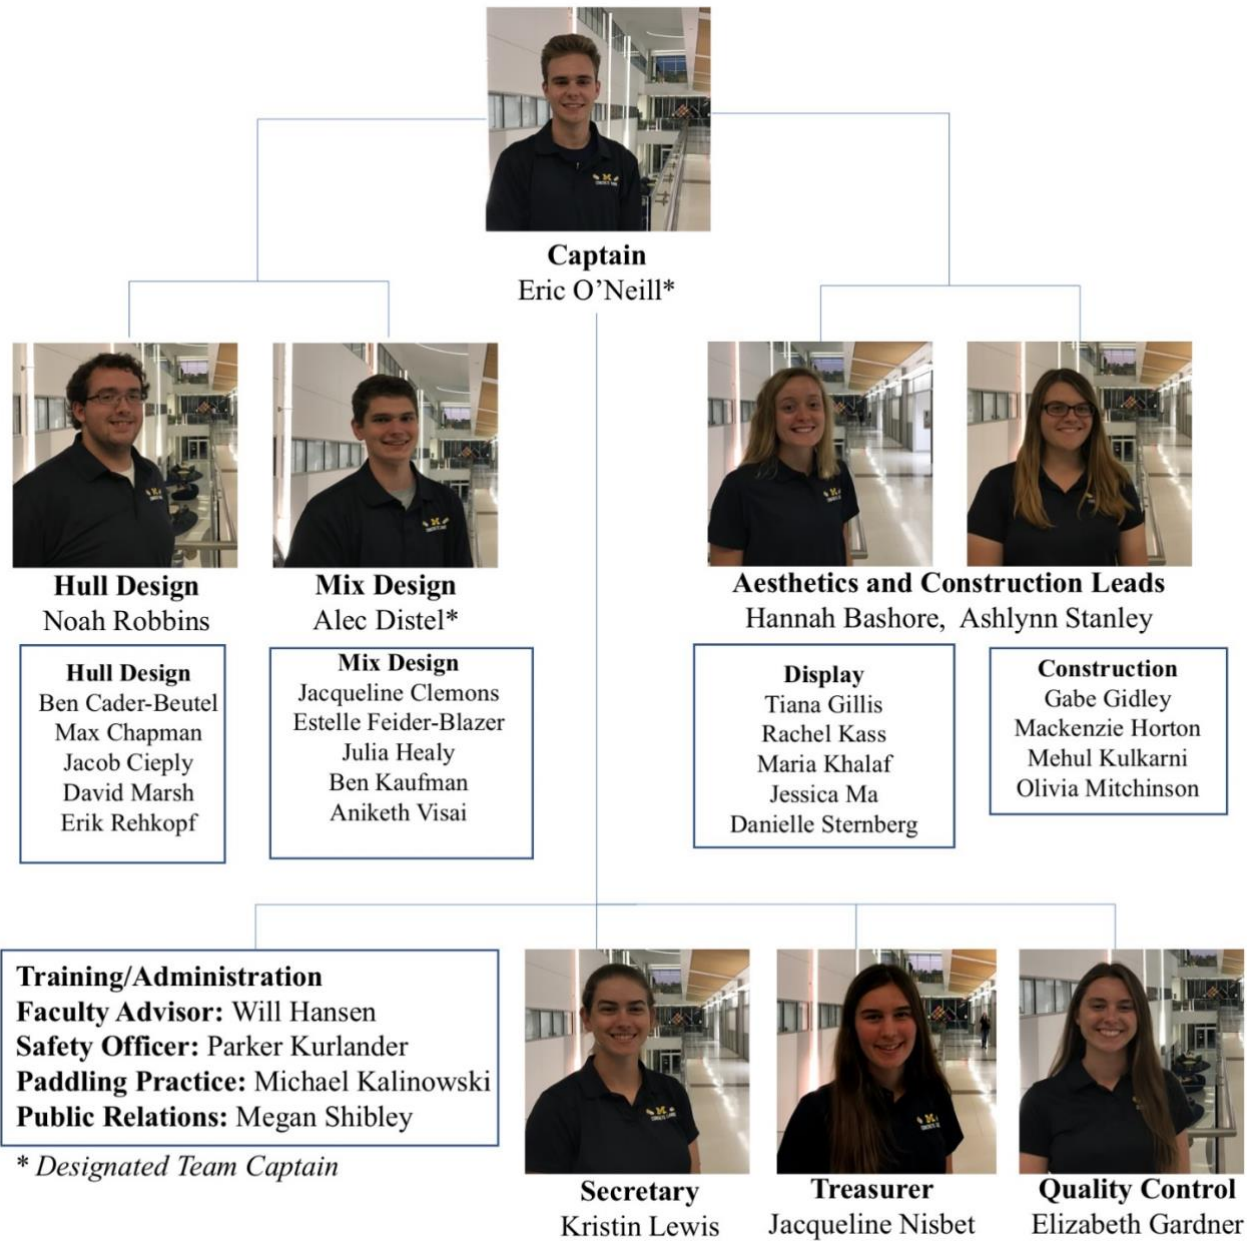 Captain
Eric O’Neill*
Hull Design
Noah Robbins
Mix Design
Alec Distel*
Aesthetics and Construction Leads
Hannah Bashore, Ashlynn Stanley
Hull Design
Ben Cader-Beutel
Max Chapman
Jacob Cieply
David Marsh
Erik Rehkopf
Mix Design
Jacqueline Clemons
Estelle Feider-Blazer
Julia Healy
Ben Kaufman
Aniketh Visai
Display
Tiana Gillis
Rachel Kass
Maria Khalaf
Jessica Ma
Danielle Sternberg
Construction
Gabe Gidley
Mackenzie Horton
Mehul Kulkarni
Olivia Mitchinson
Training/Administration
Faculty Advisor: Will Hansen
Safety Officer: Parker Kurlander
Paddling Practice: Michael Kalinowski
Public Relations: Megan Shibley
* Designated Team Captain
Secretary
Kristin Lewis
Treasurer
Jacqueline Nisbet
Quality Control
Elizabeth Gardner